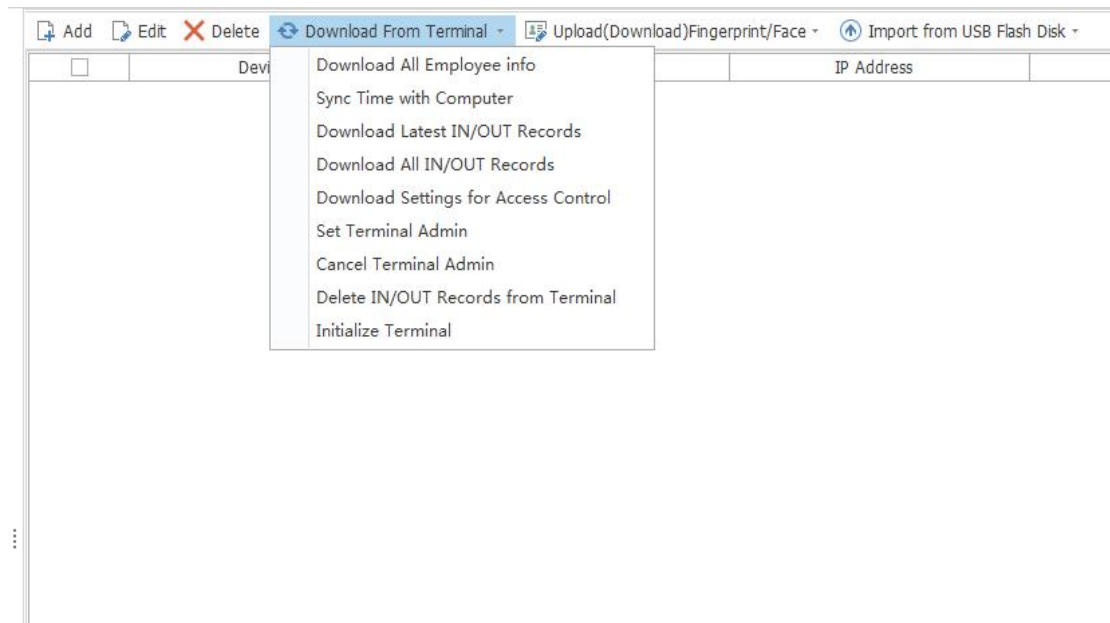 Add Edit Delete Download From Terminal Upload(Download)Fingerprint/Face Import from USB Flash Disk
IP Address
Download All Employee info
Sync Time with Computer
Download Latest IN/OUT Records
Download All IN/OUT Records
Download Settings for Access Control
Set Terminal Admin
Cancel Terminal Admin
Delete IN/OUT Records from Terminal
Initialize Terminal